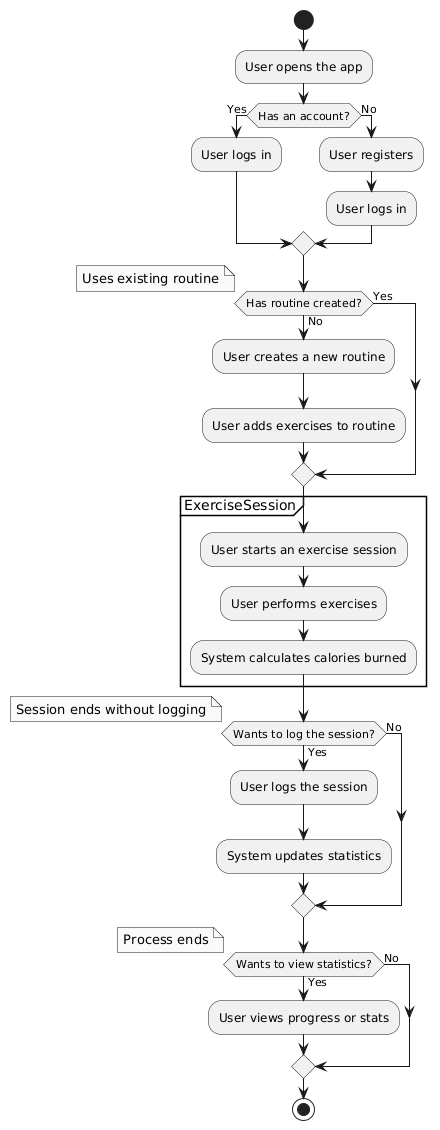 User opens the app
Has an account?
Yes
No
User logs in
User registers
User logs in
Uses existing routine
Has routine created?
Yes
No
User creates a new routine
User adds exercises to routine
ExerciseSession
User starts an exercise session
User performs exercises
System calculates calories burned
Session ends without logging
Wants to log the session?
No
Yes
User logs the session
System updates statistics
Process ends
Wants to view statistics?
No
Yes
User views progress or stats